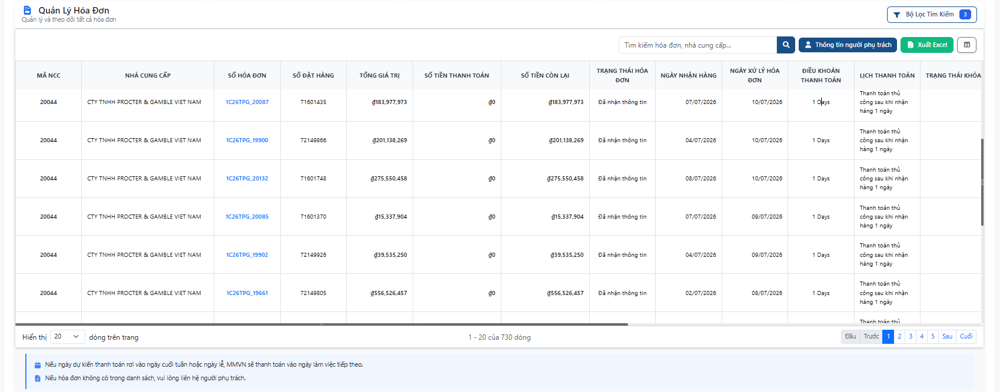 Quản Lý Hóa Đơn
Quản lý và theo dõi tất cả hóa đơn
Bộ Lọc Tìm Kiếm 3
Tìm kiếm hóa đơn, nhà cung cấp...
Thông tin người phụ trách
Xuất Excel
MÃ NCC NHÀ CUNG CẤP SỐ HÓA ĐƠN SỐ ĐẶT HÀNG TỔNG GIÁ TRỊ SỐ TIỀN THANH TOÁN SỐ TIỀN CÒN LẠI TRẠNG THÁI HÓA ĐƠN NGÀY NHẬN HÀNG NGÀY XỬ LÝ HÓA ĐƠN ĐIỀU KHOẢN THANH TOÁN LỊCH THANH TOÁN TRẠNG THÁI KHÓA
20044 CTY TNHH PROCTER & GAMBLE VIET NAM 1C26TPG_20087 71601435 ₫183,977,973 ₫0 ₫183,977,973 Đã nhận thông tin 07/07/2026 10/07/2026 1 Days Thanh toán thủ công sau khi nhận hàng 1 ngày
20044 CTY TNHH PROCTER & GAMBLE VIET NAM 1C26TPG_19900 72149866 ₫201,138,269 ₫0 ₫201,138,269 Đã nhận thông tin 04/07/2026 10/07/2026 1 Days Thanh toán thủ công sau khi nhận hàng 1 ngày
20044 CTY TNHH PROCTER & GAMBLE VIET NAM 1C26TPG_20132 71601748 ₫275,550,458 ₫0 ₫275,550,458 Đã nhận thông tin 08/07/2026 10/07/2026 1 Days Thanh toán thủ công sau khi nhận hàng 1 ngày
20044 CTY TNHH PROCTER & GAMBLE VIET NAM 1C26TPG_20085 71601370 ₫15,337,904 ₫0 ₫15,337,904 Đã nhận thông tin 07/07/2026 09/07/2026 1 Days Thanh toán thủ công sau khi nhận hàng 1 ngày
20044 CTY TNHH PROCTER & GAMBLE VIET NAM 1C26TPG_19902 72149926 ₫39,535,250 ₫0 ₫39,535,250 Đã nhận thông tin 04/07/2026 09/07/2026 1 Days Thanh toán thủ công sau khi nhận hàng 1 ngày
20044 CTY TNHH PROCTER & GAMBLE VIET NAM 1C26TPG_19661 72149805 ₫556,526,457 ₫0 ₫556,526,457 Đã nhận thông tin 02/07/2026 08/07/2026 1 Days Thanh toán thủ công sau khi nhận hàng 1 ngày
Thanh toán thủ
Hiển thị 20 dòng trên trang
1 - 20 của 730 dòng
Đầu Trước 1 2 3 4 5 Sau Cuối
Nếu ngày dự kiến thanh toán rơi vào ngày cuối tuần hoặc ngày lễ, MMVN sẽ thanh toán vào ngày làm việc tiếp theo.
Nếu hóa đơn không có trong danh sách, vui lòng liên hệ người phụ trách.